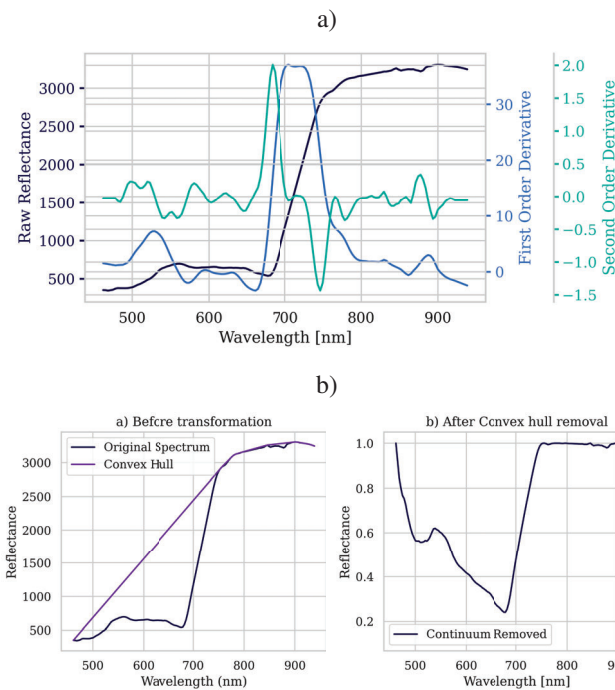 a)
3000
2500
2000
1500
1000
500
Raw Reflectance
30
20
10
0
First Order Derivative
2.0
1.5
1.0
0.5
0.0
−0.5
−1.0
−1.5
Second Order Derivative
500 600 700 800 900
Wavelength [nm]
b)
a) Befcre transformation
Original Spectrum
Convex Hull
3000
2500
2000
1500
1000
500
Reflectance
500 600 700 800 900
Wavelength (nm)
b) After Ccnvex hull removal
1.0
0.8
0.6
0.4
0.2
Reflectance
Continuum Removed
500 600 700 800
Wavelength [nm]